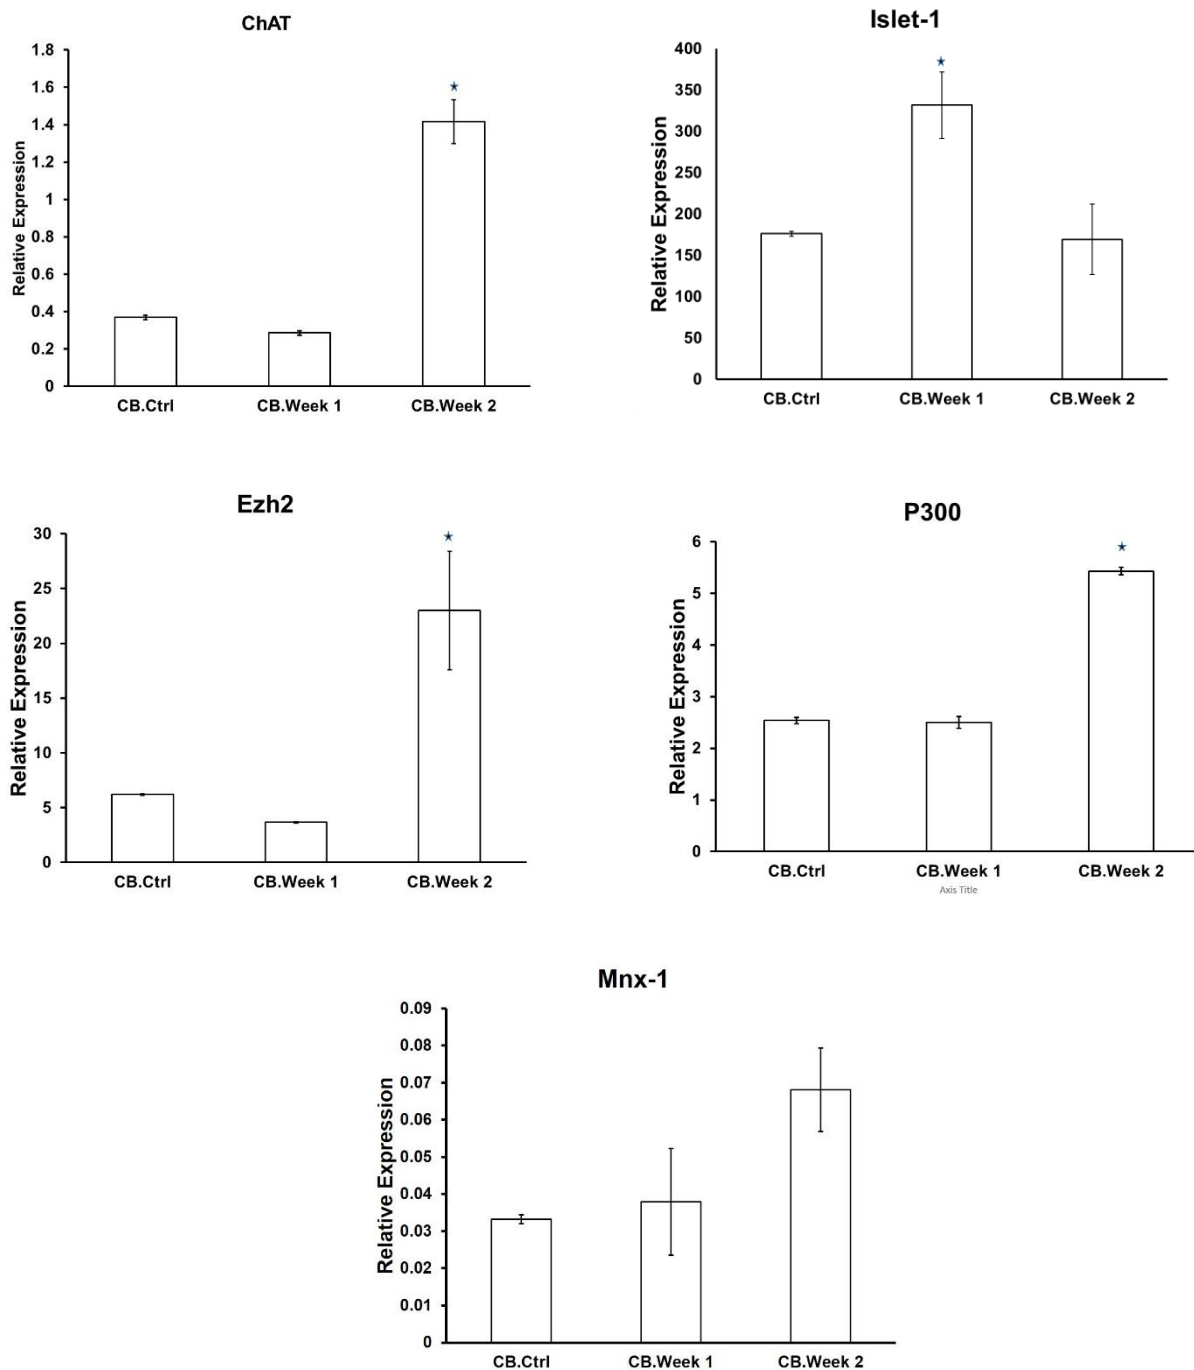 ChAT
Relative Expression
1.8
1.6
1.4
1.2
1
0.8
0.6
0.4
0.2
0
CB.Ctrl CB.Week 1 CB.Week 2
Islet-1
Relative Expression
400
350
300
250
200
150
100
50
0
CB.Ctrl CB.Week 1 CB.Week 2
Ezh2
Relative Expression
30
25
20
15
10
5
0
CB.Ctrl CB.Week 1 CB.Week 2
P300
Relative Expression
6
5
4
3
2
1
0
CB.Ctrl CB.Week 1 CB.Week 2
Axis Title
Mnx-1
Relative Expression
0.09
0.08
0.07
0.06
0.05
0.04
0.03
0.02
0.01
0
CB.Ctrl CB.Week 1 CB.Week 2